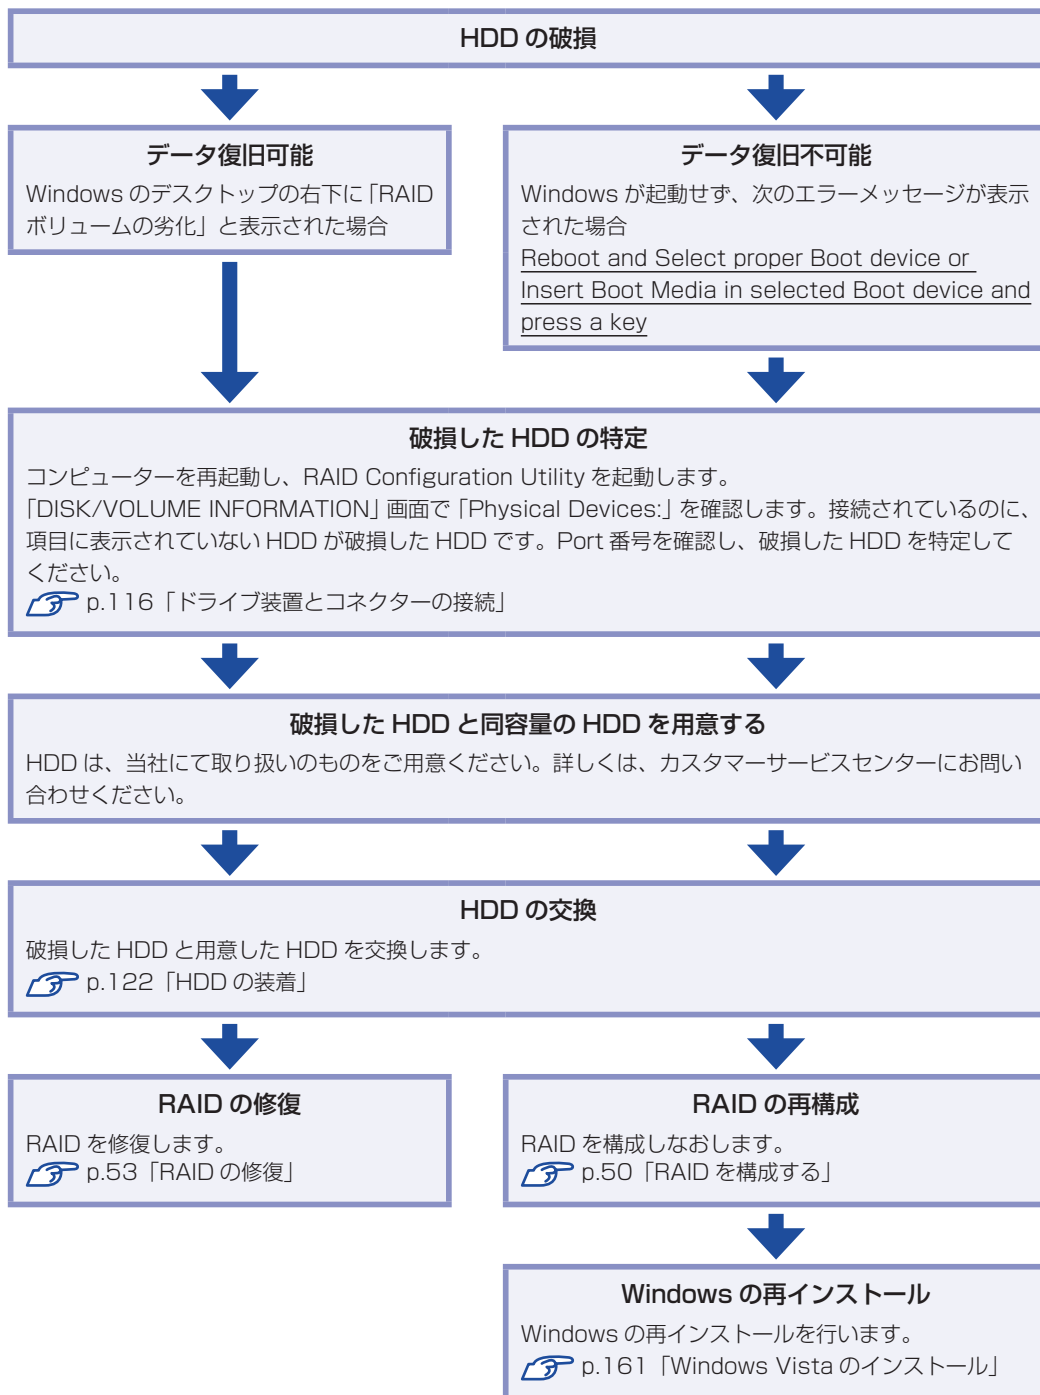 HDD の破損
データ復旧可能
Windows のデスクトップの右下に「RAID
ボリュームの劣化」と表示された場合
データ復旧不可能
Windows が起動せず、次のエラーメッセージが表示
された場合
Reboot and Select proper Boot device or
Insert Boot Media in selected Boot device and
press a key
破損した HDD の特定
コンピューターを再起動し、RAID Configuration Utility を起動します。
「DISK/VOLUME INFORMATION」画面で「Physical Devices:」を確認します。接続されているのに、
項目に表示されていない HDD が破損した HDD です。Port 番号を確認し、破損した HDD を特定して
ください。
p.116「ドライブ装置とコネクターの接続」
破損した HDD と同容量の HDD を用意する
HDD は、当社にて取り扱いのものをご用意ください。詳しくは、カスタマーサービスセンターにお問い
合わせください。
HDD の交換
破損した HDD と用意した HDD を交換します。
p.122「HDD の装着」
RAID の修復
RAID を修復します。
p.53「RAID の修復」
RAID の再構成
RAID を構成しなおします。
p.50「RAID を構成する」
Windows の再インストール
Windows の再インストールを行います。
p.161「Windows Vista のインストール」